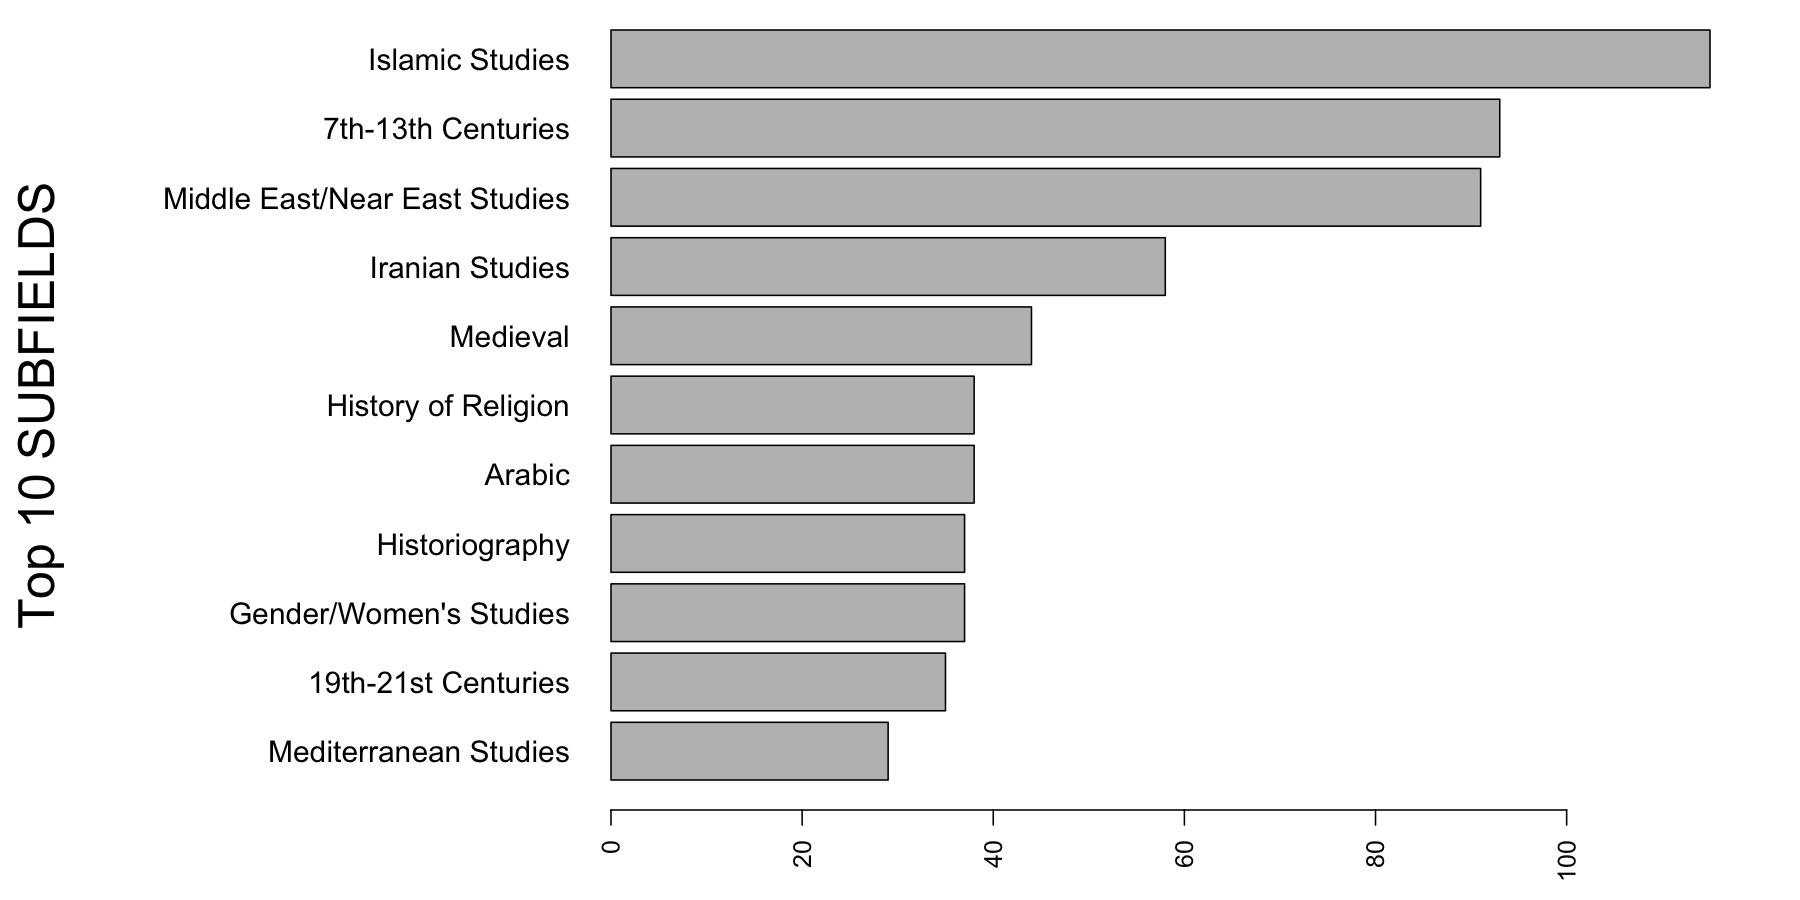 Top 10 SUBFIELDS
Islamic Studies
7th-13th Centuries
Middle East/Near East Studies
Iranian Studies
Medieval
History of Religion
Arabic
Historiography
Gender/Women's Studies
19th-21st Centuries
Mediterranean Studies
0 20 40 60 80 100